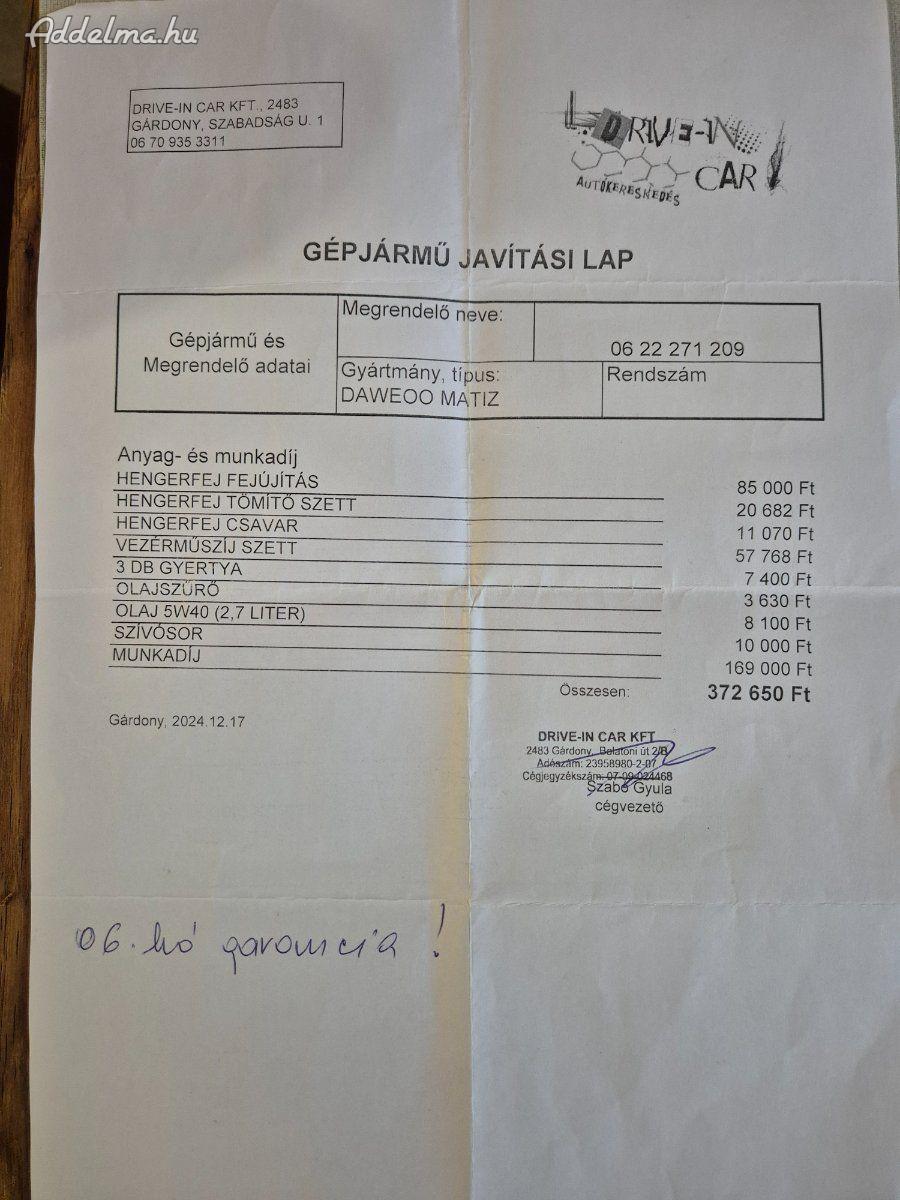 Addelma.hu
DRIVE-IN CAR KFT., 2483
GÁRDONY, SZABADSÁG U. 1
06 70 935 3311
DRIVE-IN
CAR
AUTÓKERESKEDÉS
GÉPJÁRMŰ JAVÍTÁSI LAP
Gépjármű és
Megrendelő adatai
Megrendelő neve:
06 22 271 209
Gyártmány, típus:
DAWEOO MATIZ
Rendszám
Anyag- és munkadíj
HENGERFEJ FEJÚJÍTÁS 85 000 Ft
HENGERFEJ TÖMÍTŐ SZETT 20 682 Ft
HENGERFEJ CSAVAR 11 070 Ft
VEZÉRMŰSZÍJ SZETT 57 768 Ft
3 DB GYERTYA 7 400 Ft
OLAJSZŰRŐ 3 630 Ft
OLAJ 5W40 (2,7 LITER) 8 100 Ft
SZÍVÓSOR 10 000 Ft
MUNKADÍJ 169 000 Ft
Összesen: 372 650 Ft
Gárdony, 2024.12.17
DRIVE-IN CAR KFT
2483 Gárdony, Balatoni út 2/B
Adószám: 23958980-2-07
Cégjegyzékszám: 07-09-024468
Szabó Gyula
cégvezető
06. hó garancia!